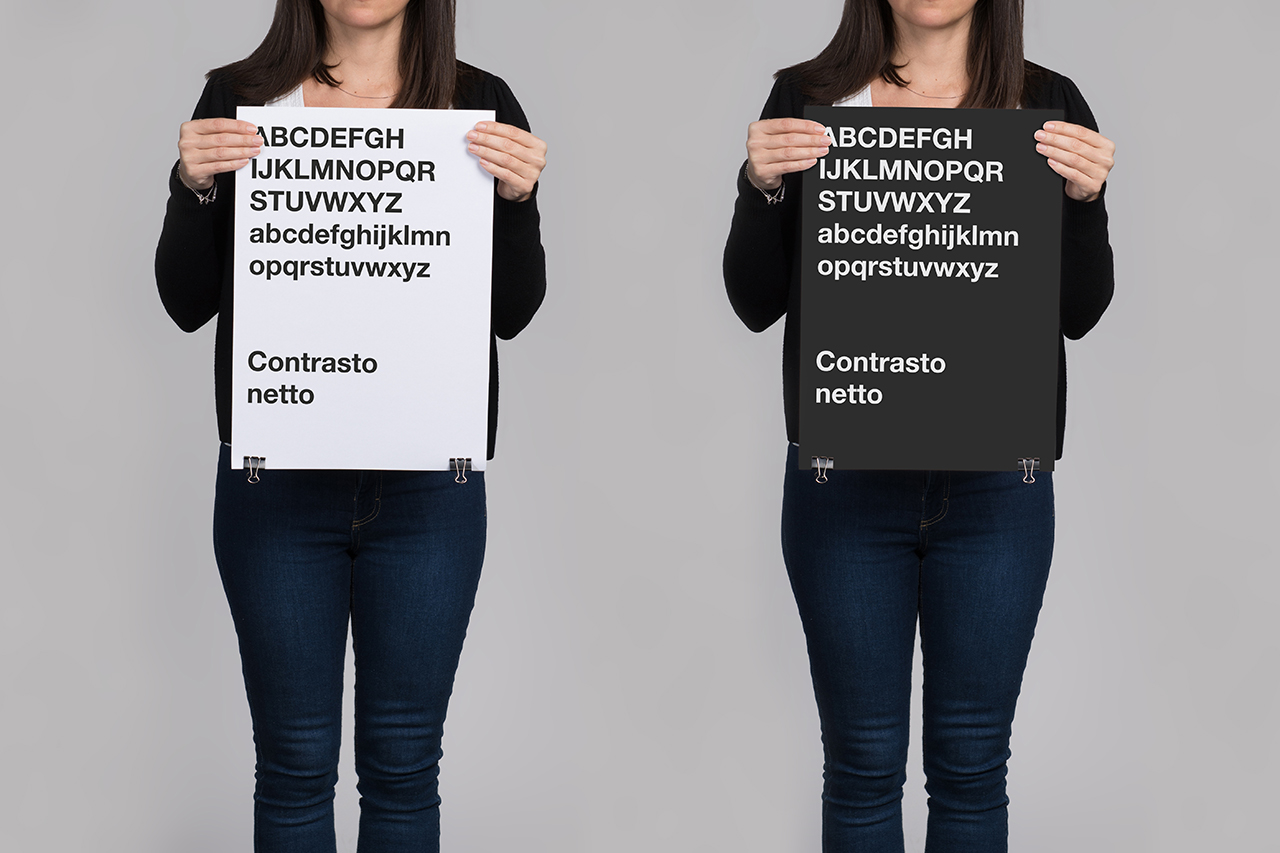 ABCDEFGH
IJKLMNOPQR
STUVWXYZ
abcdefghijklmn
opqrstuvwxyz
Contrasto
netto
ABCDEFGH
IJKLMNOPQR
STUVWXYZ
abcdefghijklmn
opqrstuvwxyz
Contrasto
netto